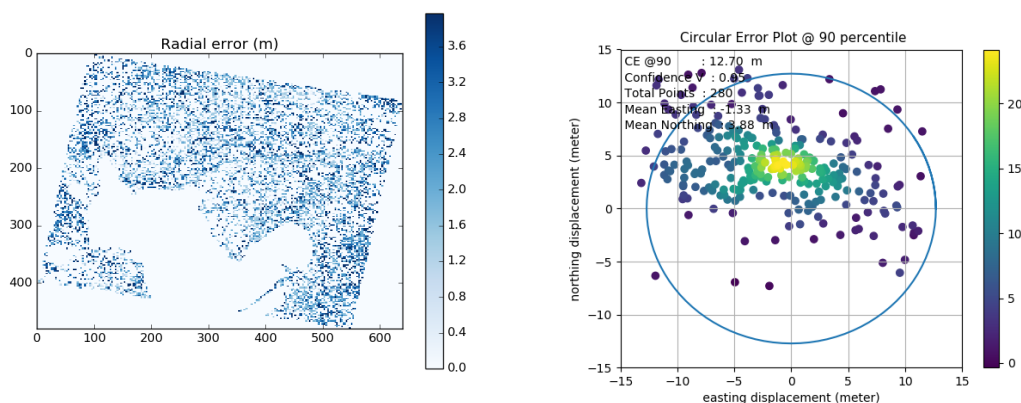 Radial error (m)
0
100
200
300
400
0 100 200 300 400 500 600
3.6
3.2
2.8
2.4
2.0
1.6
1.2
0.8
0.4
0.0
Circular Error Plot @ 90 percentile
CE @90 : 12.70 m
Confidence V : 0.95
Total Points : 280
Mean Easting : -1.33 m
Mean Northing : 3.88 m
northing displacement (meter)
15
10
5
0
−5
−10
−15
−15 −10 −5 0 5 10 15
easting displacement (meter)
20
15
10
5
0